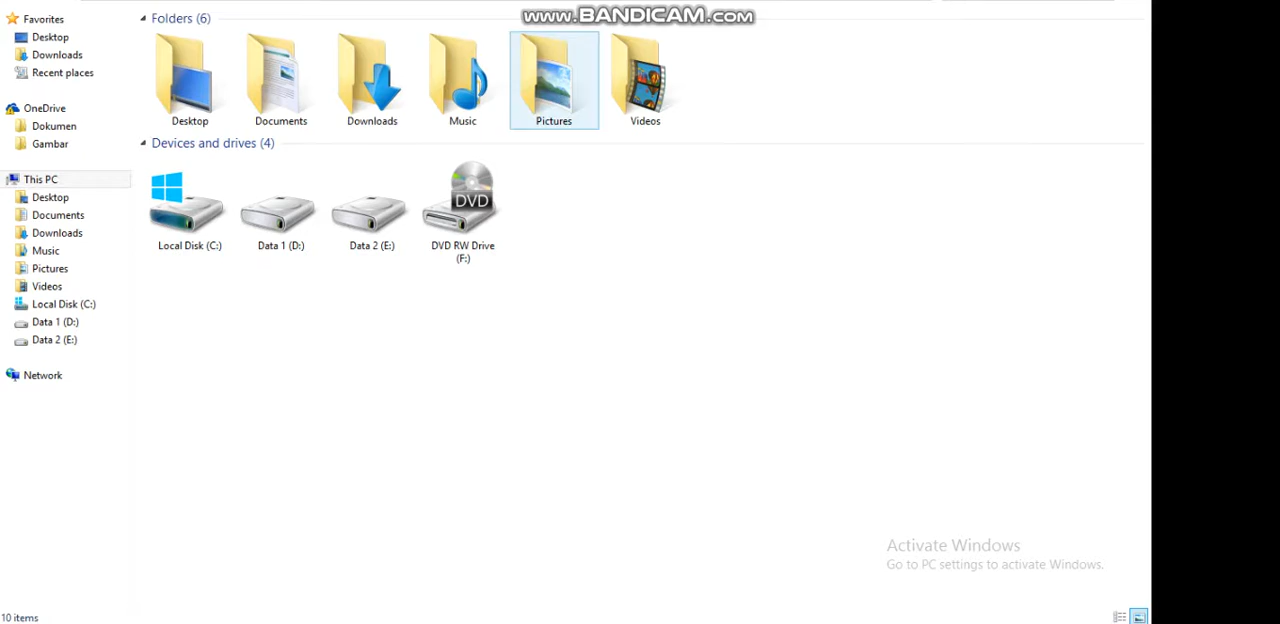 www.BANDICAM.com
Favorites
Desktop
Downloads
Recent places
OneDrive
Dokumen
Gambar
This PC
Desktop
Documents
Downloads
Music
Pictures
Videos
Local Disk (C:)
Data 1 (D:)
Data 2 (E:)
Network
Folders (6)
Desktop
Documents
Downloads
Music
Pictures
Videos
Devices and drives (4)
DVD
Local Disk (C:)
Data 1 (D:)
Data 2 (E:)
DVD RW Drive
(F:)
Activate Windows
Go to PC settings to activate Windows.
10 items